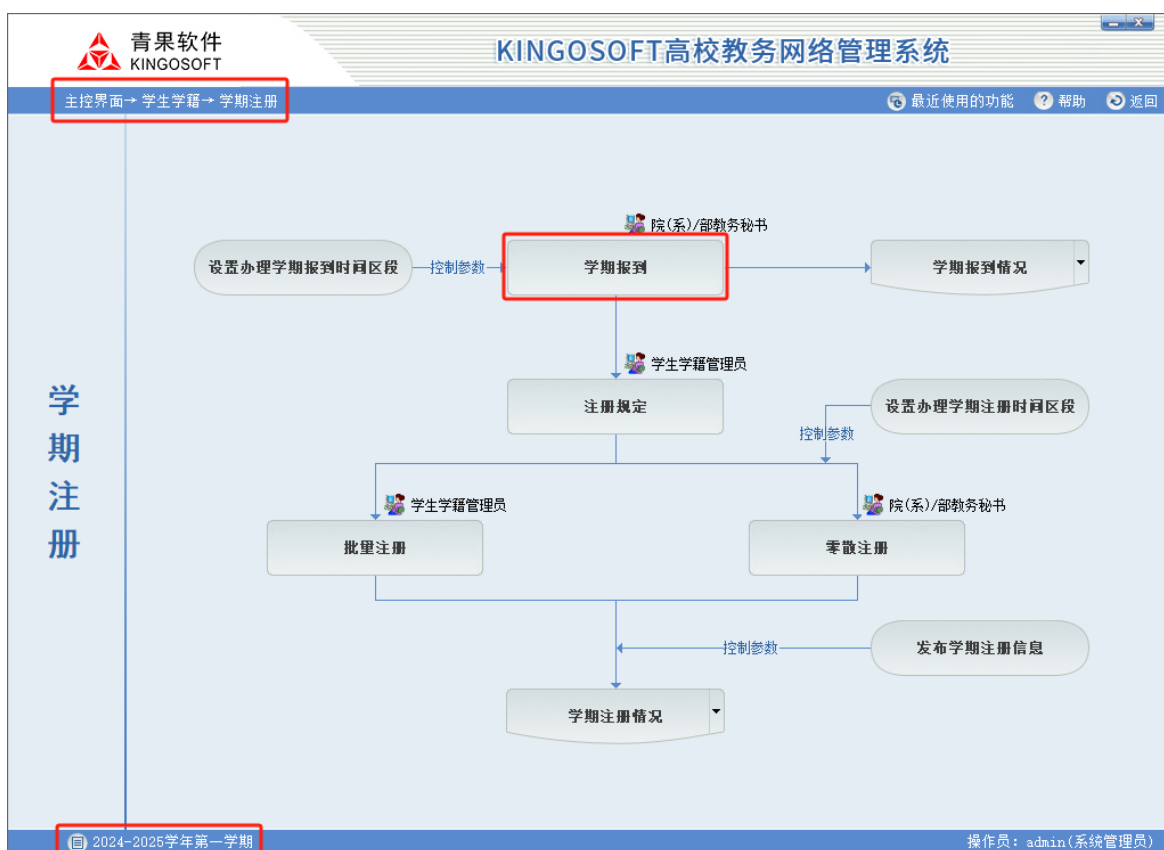 青果软件
KINGOSOFT
KINGOSOFT高校教务网络管理系统
主控界面→ 学生学籍→ 学期注册
最近使用的功能
帮助
返回
院(系)/部教务秘书
设置办理学期报到时间区段
控制参数
学期报到
学期报到情况
学生学籍管理员
注册规定
设置办理学期注册时间区段
控制参数
学期注册
学生学籍管理员
院(系)/部教务秘书
批量注册
零散注册
控制参数
发布学期注册信息
学期注册情况
2024-2025学年第一学期
操作员: admin(系统管理员)